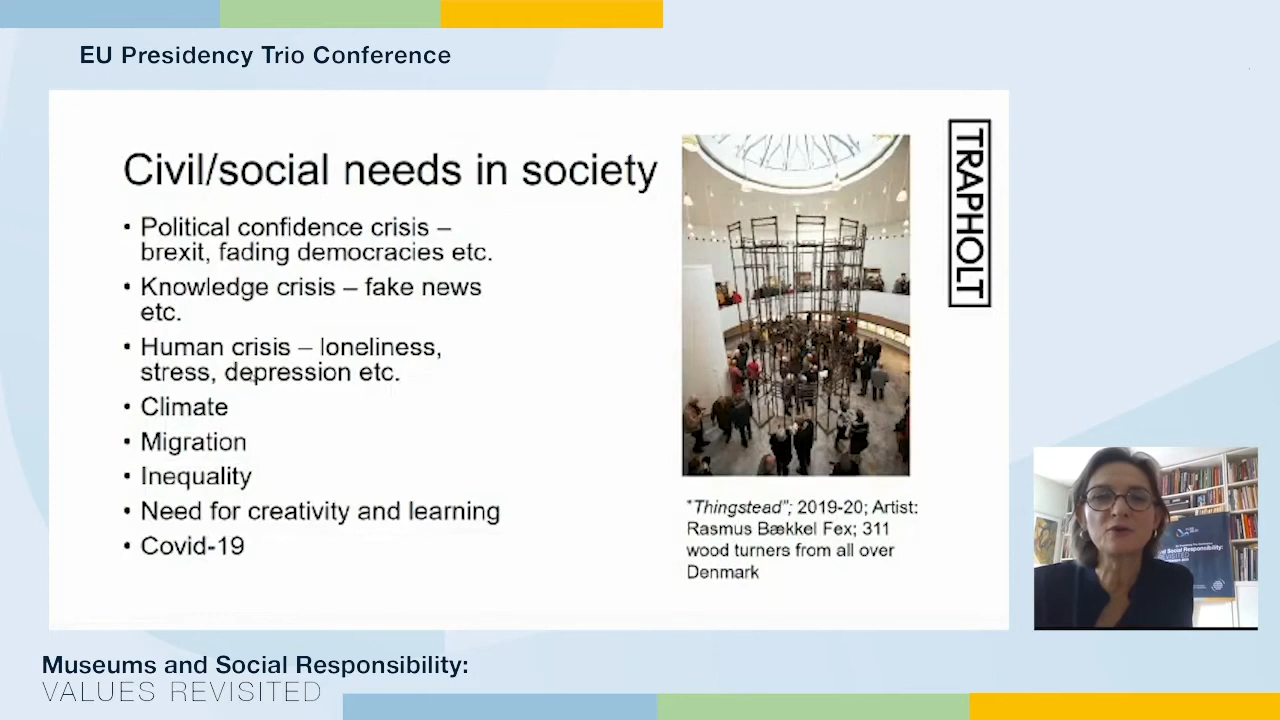 EU Presidency Trio Conference
Civil/social needs in society
• Political confidence crisis –
brexit, fading democracies etc.
• Knowledge crisis – fake news
etc.
• Human crisis – loneliness,
stress, depression etc.
• Climate
• Migration
• Inequality
• Need for creativity and learning
• Covid-19
TRAPHOLT
"Thingstead"; 2019-20; Artist:
Rasmus Bækkel Fex; 311
wood turners from all over
Denmark
Social Responsibility:
REVISITED
Museums and Social Responsibility:
VALUES REVISITED